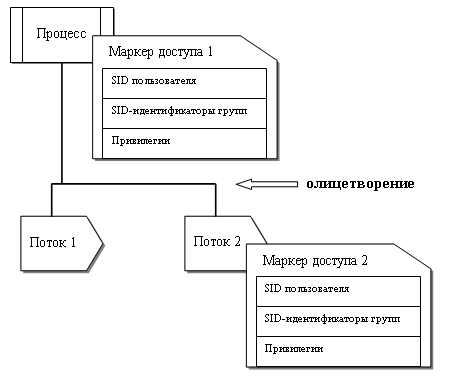 Процесс
Маркер доступа 1
SID пользователя
SID-идентификаторы групп
Привилегии
олицетворение
Поток 1
Поток 2
Маркер доступа 2
SID пользователя
SID-идентификаторы групп
Привилегии